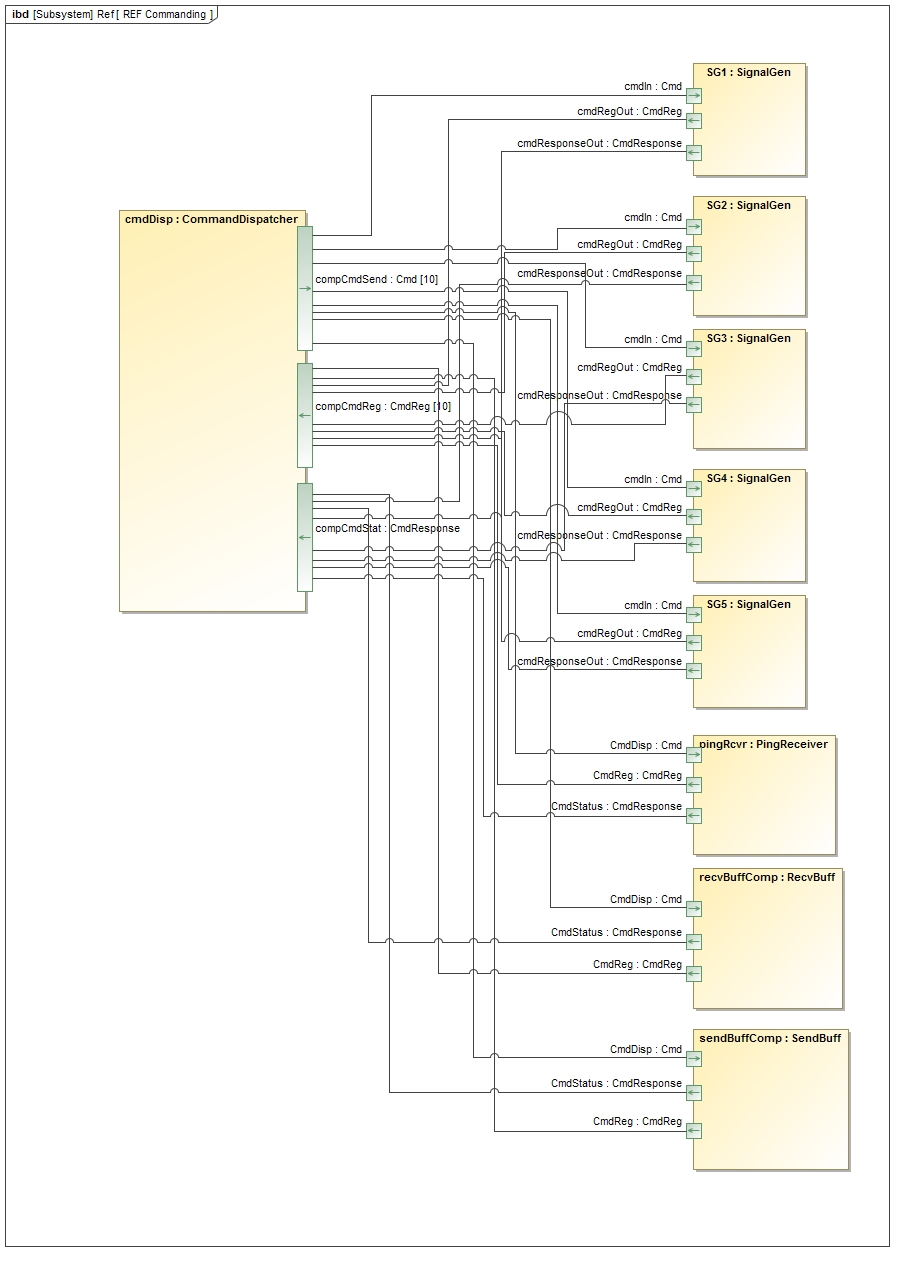 ibd [Subsystem] Ref [ REF Commanding ]
SG1 : SignalGen
cmdIn : Cmd
cmdRegOut : CmdReg
cmdResponseOut : CmdResponse
SG2 : SignalGen
cmdIn : Cmd
cmdRegOut : CmdReg
cmdResponseOut : CmdResponse
cmdDisp : CommandDispatcher
compCmdSend : Cmd [10]
compCmdReg : CmdReg [10]
compCmdStat : CmdResponse
SG3 : SignalGen
cmdIn : Cmd
cmdRegOut : CmdReg
cmdResponseOut : CmdResponse
SG4 : SignalGen
cmdIn : Cmd
cmdRegOut : CmdReg
cmdResponseOut : CmdResponse
SG5 : SignalGen
cmdIn : Cmd
cmdRegOut : CmdReg
cmdResponseOut : CmdResponse
pingRcvr : PingReceiver
CmdDisp : Cmd
CmdReg : CmdReg
CmdStatus : CmdResponse
recvBuffComp : RecvBuff
CmdDisp : Cmd
CmdStatus : CmdResponse
CmdReg : CmdReg
sendBuffComp : SendBuff
CmdDisp : Cmd
CmdStatus : CmdResponse
CmdReg : CmdReg